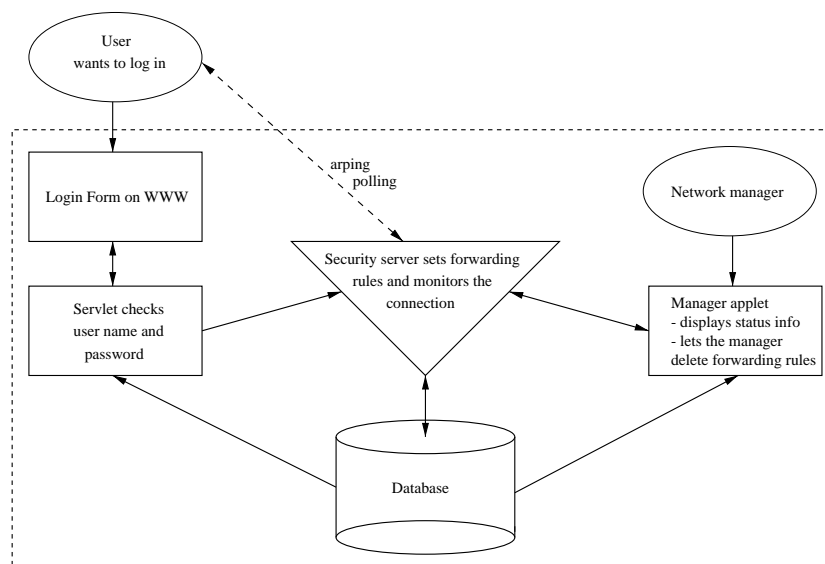 User
wants to log in
arping
polling
Login Form on WWW
Network manager
Security server sets forwarding
rules and monitors the
connection
Servlet checks
user name and
password
Manager applet
- displays status info
- lets the manager
delete forwarding rules
Database